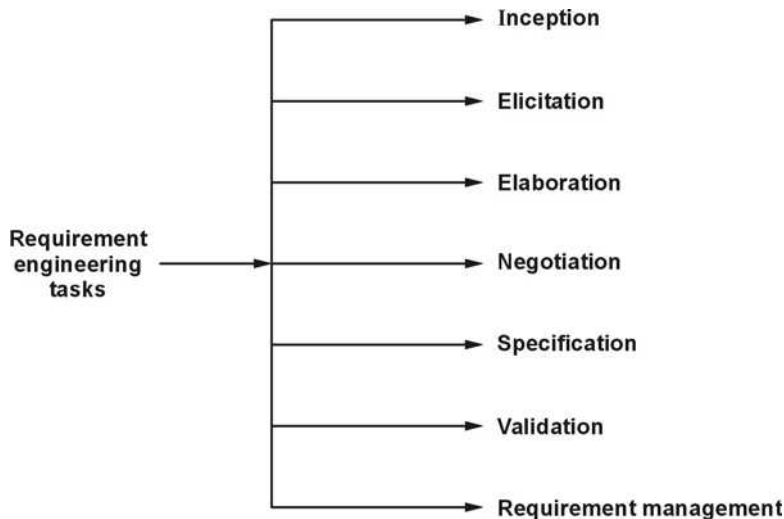 Inception
Elicitation
Elaboration
Requirement
engineering
tasks
Negotiation
Specification
Validation
Requirement management